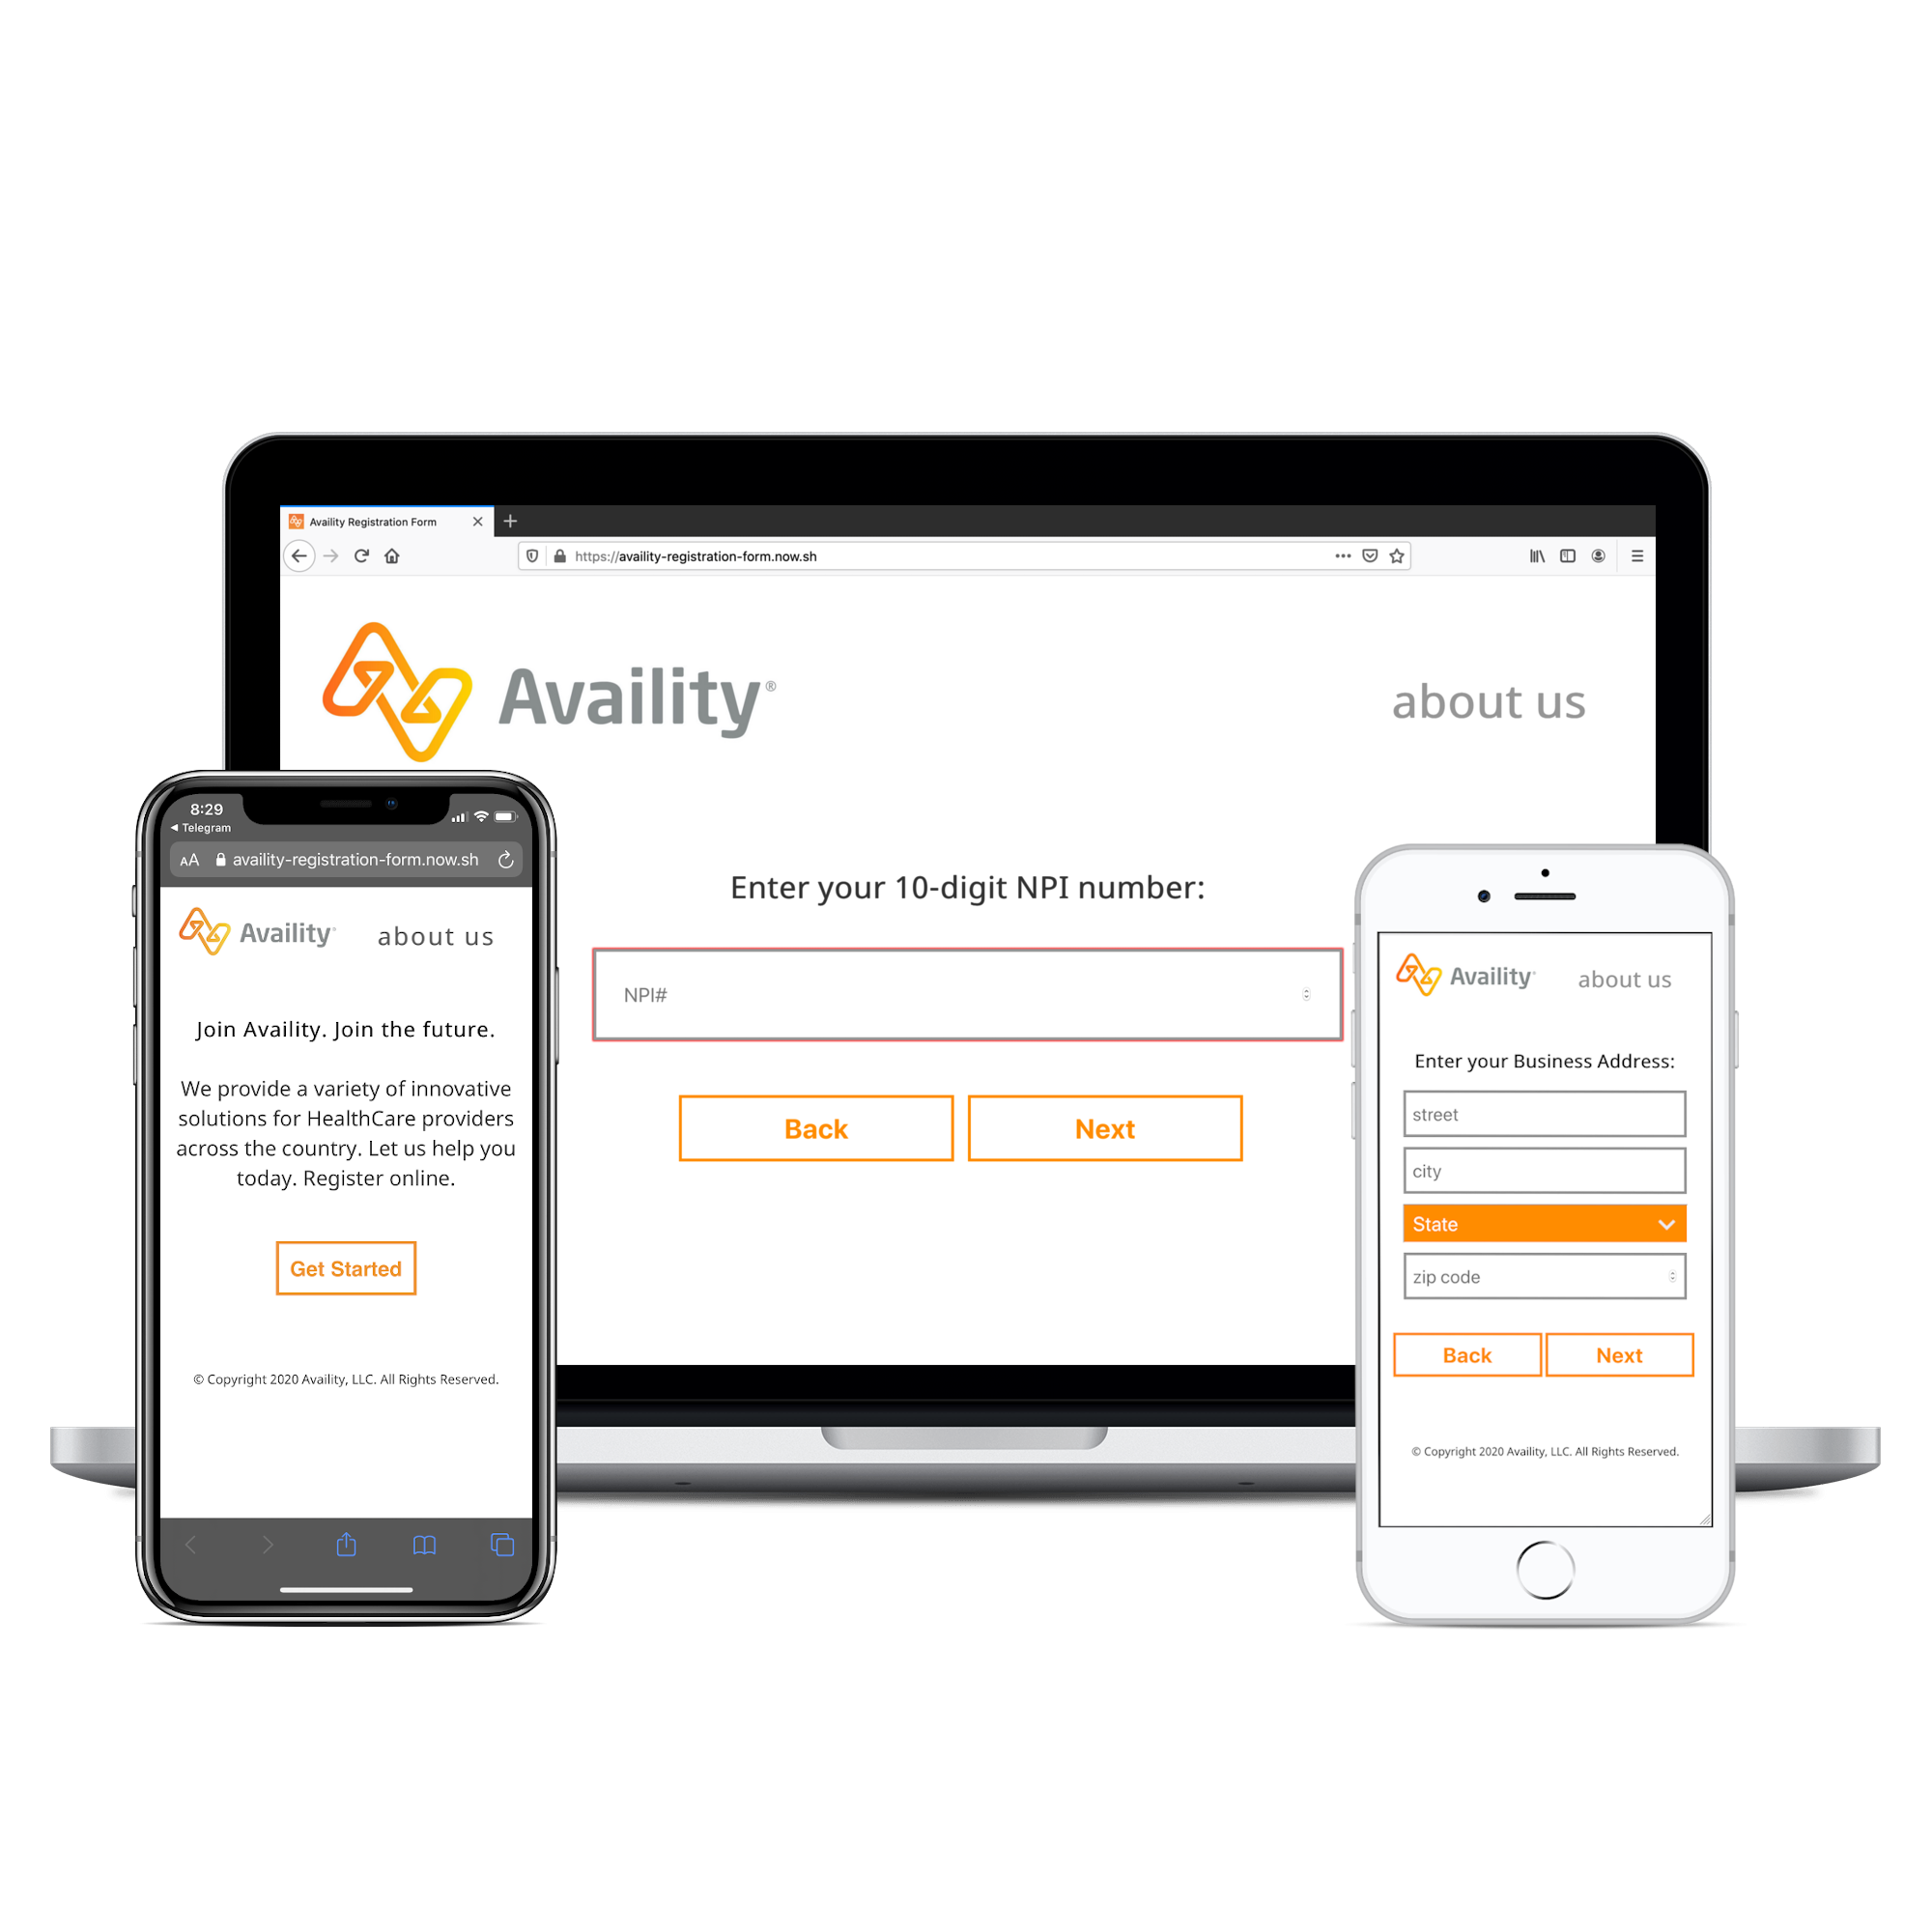 Availity Registration Form
https://availity-registration-form.now.sh
Availity®
about us
Enter your 10-digit NPI number:
NPI#
Back
Next
8:29
Telegram
AA
availity-registration-form.now.sh
Availity
about us
Join Availity. Join the future.
We provide a variety of innovative
solutions for HealthCare providers
across the country. Let us help you
today. Register online.
Get Started
© Copyright 2020 Availity, LLC. All Rights Reserved.
Availity
about us
Enter your Business Address:
street
city
State
zip code
Back
Next
© Copyright 2020 Availity, LLC. All Rights Reserved.